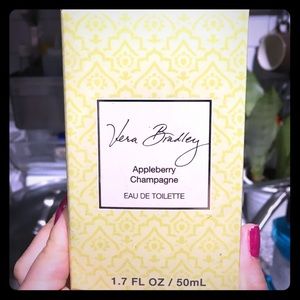 Vera Bradley
Appleberry
Champagne
EAU DE TOILETTE
1.7 FL OZ / 50mL